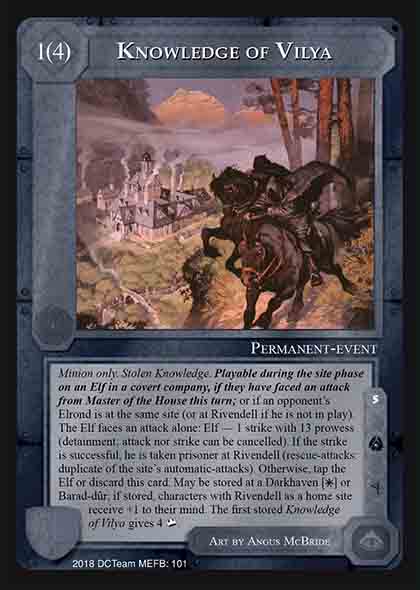 1(4)
KNOWLEDGE OF VILYA
PERMANENT-EVENT
Minion only. Stolen Knowledge. Playable during the site phase
on an Elf in a covert company, if they have faced an attack
from Master of the House this turn; or if an opponent's
Elrond is at the same site (or at Rivendell if he is not in play).
The Elf faces an attack alone: Elf — 1 strike with 13 prowess
(detainment; attack nor strike can be cancelled). If the strike
is successful, he is taken prisoner at Rivendell (rescue-attacks:
duplicate of the site's automatic-attacks). Otherwise, tap the
Elf or discard this card. May be stored at a Darkhaven [✳] or
Barad-dûr; if stored, characters with Rivendell as a home site
receive +1 to their mind. The first stored Knowledge
of Vilya gives 4
5
ART BY ANGUS MCBRIDE
2018 DCTeam MEFB: 101